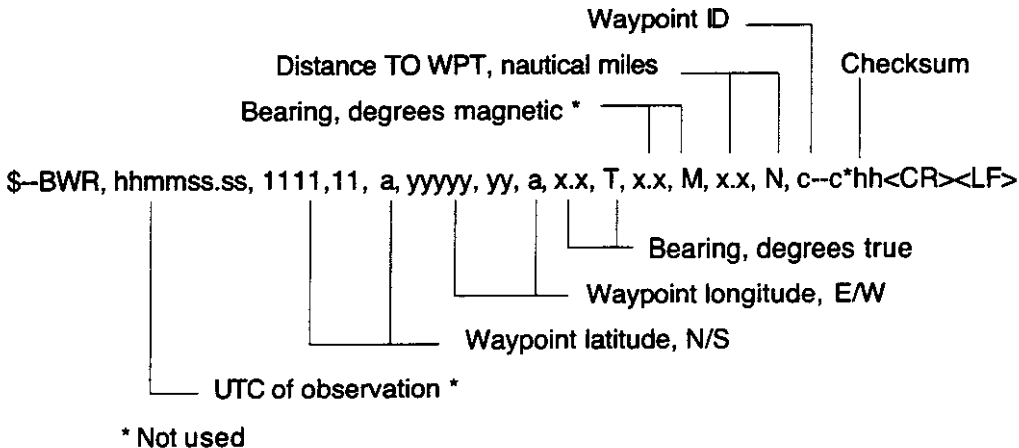 Waypoint ID
Distance TO WPT, nautical miles
Checksum
Bearing, degrees magnetic *
$--BWR, hhmmss.ss, 1111,11, a, yyyyy, yy, a, x.x, T, x.x, M, x.x, N, c--c*hh<CR><LF>
Bearing, degrees true
Waypoint longitude, E/W
Waypoint latitude, N/S
UTC of observation *
* Not used